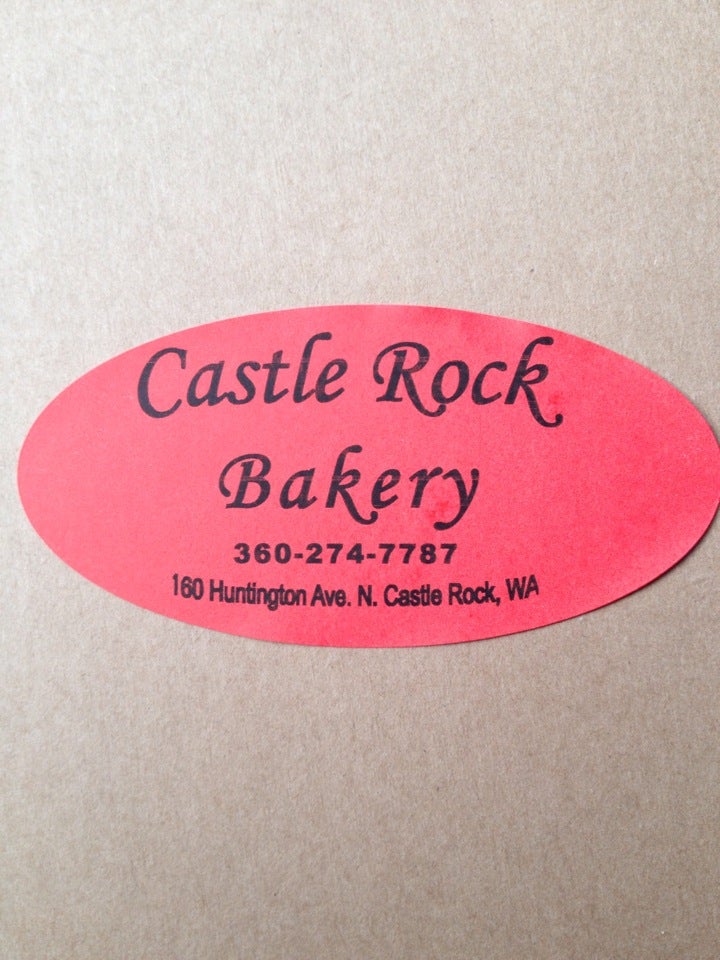 Castle Rock
Bakery
360-274-7787
160 Huntington Ave. N. Castle Rock, WA